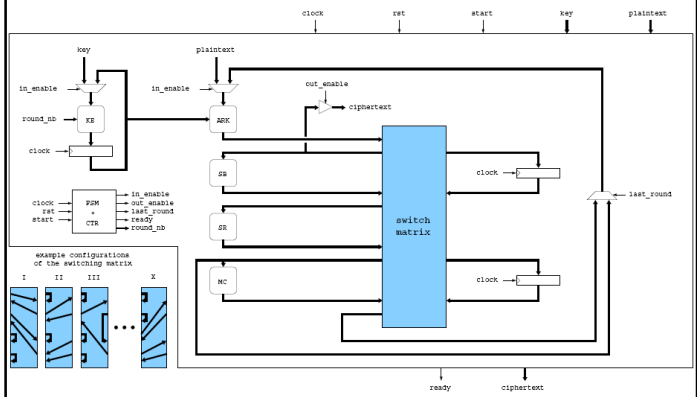 clock rst start key plaintext
key plaintext
in_enable in_enable out_enable
ciphertext
round_nb KE ARK
clock
SB clock
in_enable
clock FSM out_enable last_round
rst + last_round
start CTR ready
round_nb
SR switch
matrix
example configurations
of the switching matrix
I II III X
MC clock
ready ciphertext